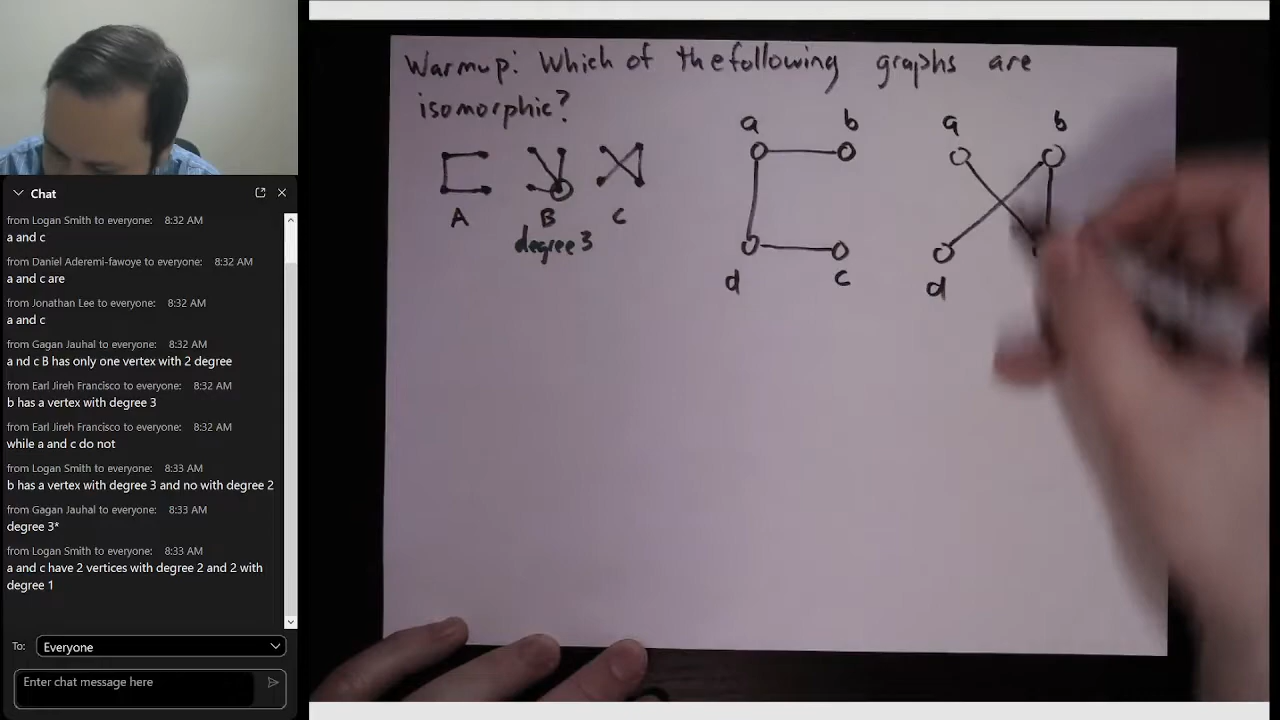 Chat
from Logan Smith to everyone: 8:32 AM
a and c
from Daniel Aderemi-fawoye to everyone: 8:32 AM
a and c are
from Jonathan Lee to everyone: 8:32 AM
a and c
from Gagan Jauhal to everyone: 8:32 AM
a nd c B has only one vertex with 2 degree
from Earl Jireh Francisco to everyone: 8:32 AM
b has a vertex with degree 3
from Earl Jireh Francisco to everyone: 8:32 AM
while a and c do not
from Logan Smith to everyone: 8:33 AM
b has a vertex with degree 3 and no with degree 2
from Gagan Jauhal to everyone: 8:33 AM
degree 3*
from Logan Smith to everyone: 8:33 AM
a and c have 2 vertices with degree 2 and 2 with
degree 1
To: Everyone
Enter chat message here
Warmup: Which of the following graphs are
isomorphic?
A B C
degree 3
a b
d c
a b
d